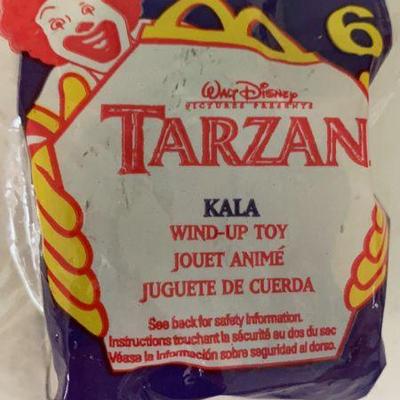 6
WALT DISNEY
PICTURES PRESENTS
TARZAN
KALA
WIND-UP TOY
JOUET ANIMÉ
JUGUETE DE CUERDA
See back for safety information.
Instructions touchant la sécurité au dos du sac
Véase la información sobre seguridad al dorso.